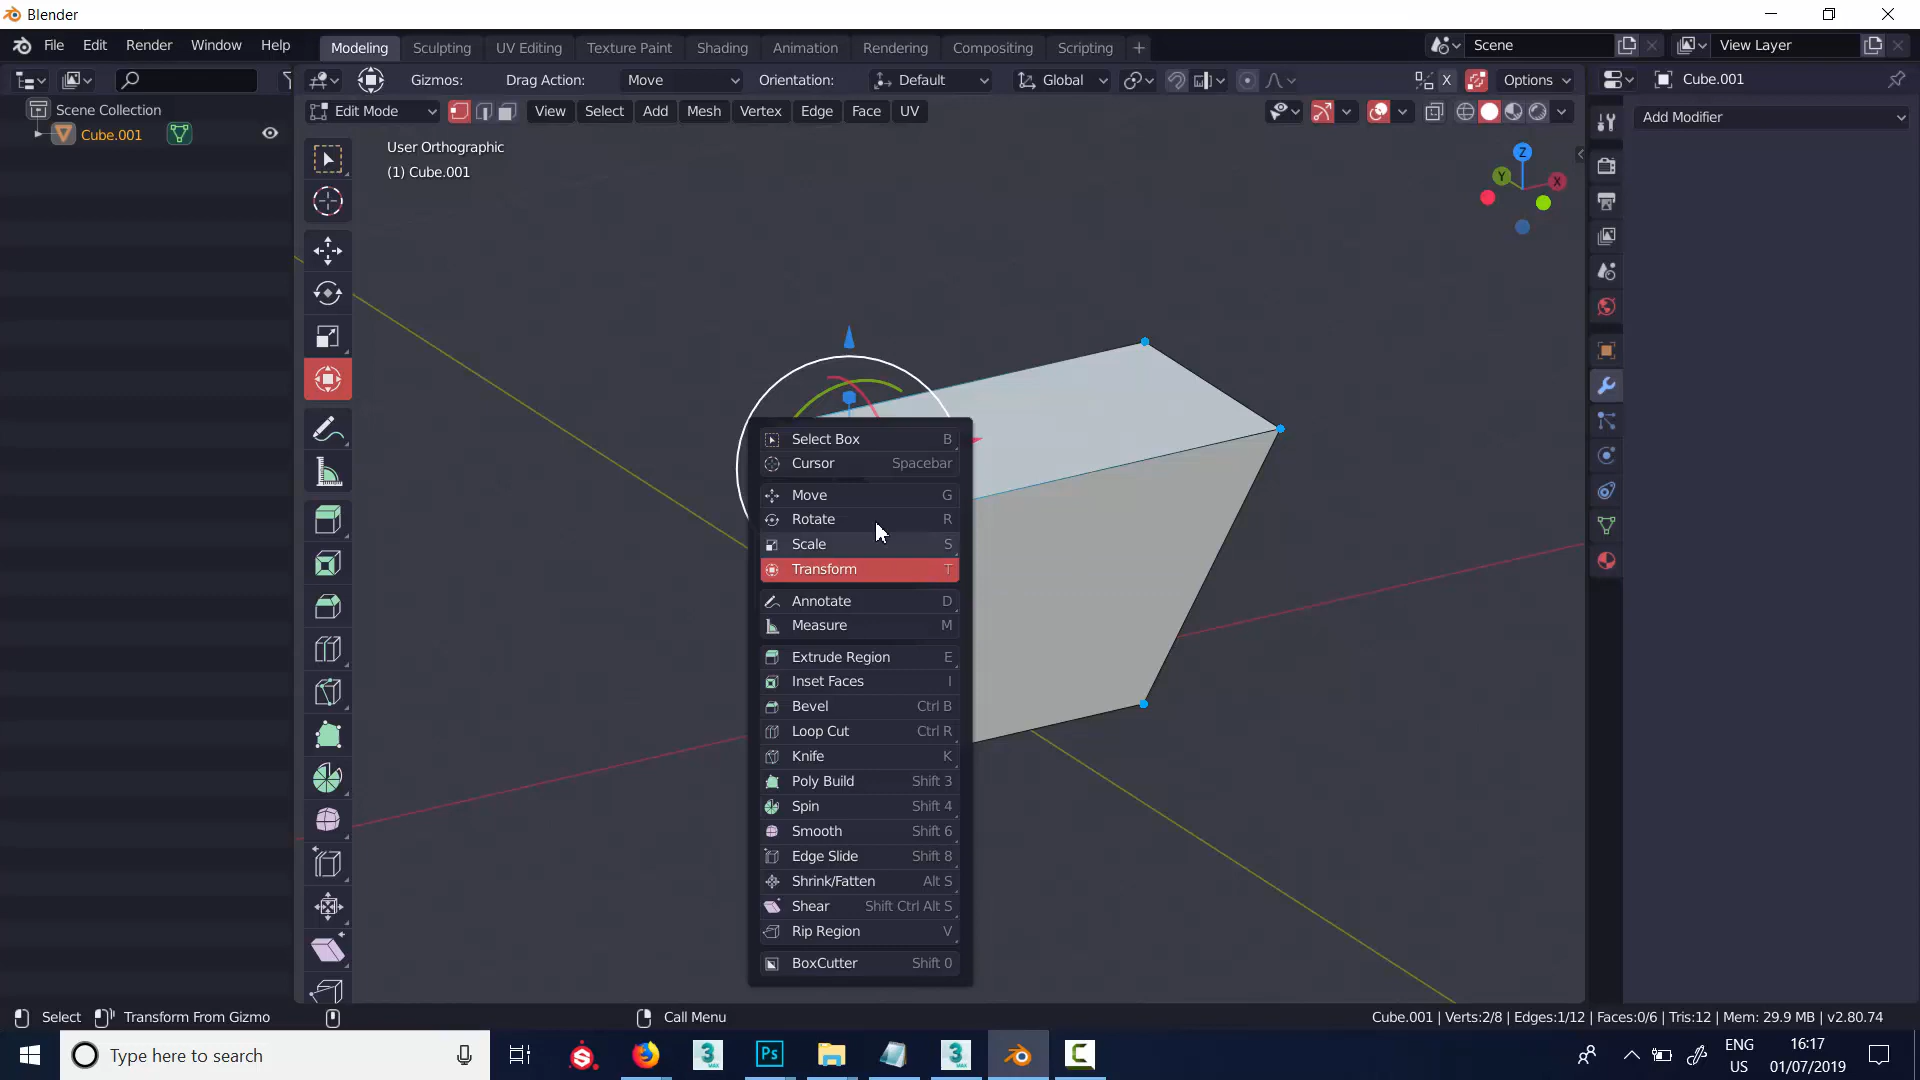 Blender
File Edit Render Window Help
Modeling Sculpting UV Editing Texture Paint Shading Animation Rendering Compositing Scripting +
Scene
View Layer
Gizmos: Drag Action: Move Orientation: Default Global Options
X
Cube.001
Scene Collection
Cube.001
Edit Mode View Select Add Mesh Vertex Edge Face UV
Add Modifier
User Orthographic
(1) Cube.001
Z
Y
X
Select Box B
Cursor Spacebar
Move G
Rotate R
Scale S
Transform T
Annotate D
Measure M
Extrude Region E
Inset Faces I
Bevel Ctrl B
Loop Cut Ctrl R
Knife K
Poly Build Shift 3
Spin Shift 4
Smooth Shift 6
Edge Slide Shift 8
Shrink/Fatten Alt S
Shear Shift Ctrl Alt S
Rip Region V
BoxCutter Shift 0
Select Transform From Gizmo Call Menu Cube.001 | Verts:2/8 | Edges:1/12 | Faces:0/6 | Tris:12 | Mem: 29.9 MB | v2.80.74
Type here to search
3
MAX
Ps
3
MAX
C
ENG
US
16:17
01/07/2019